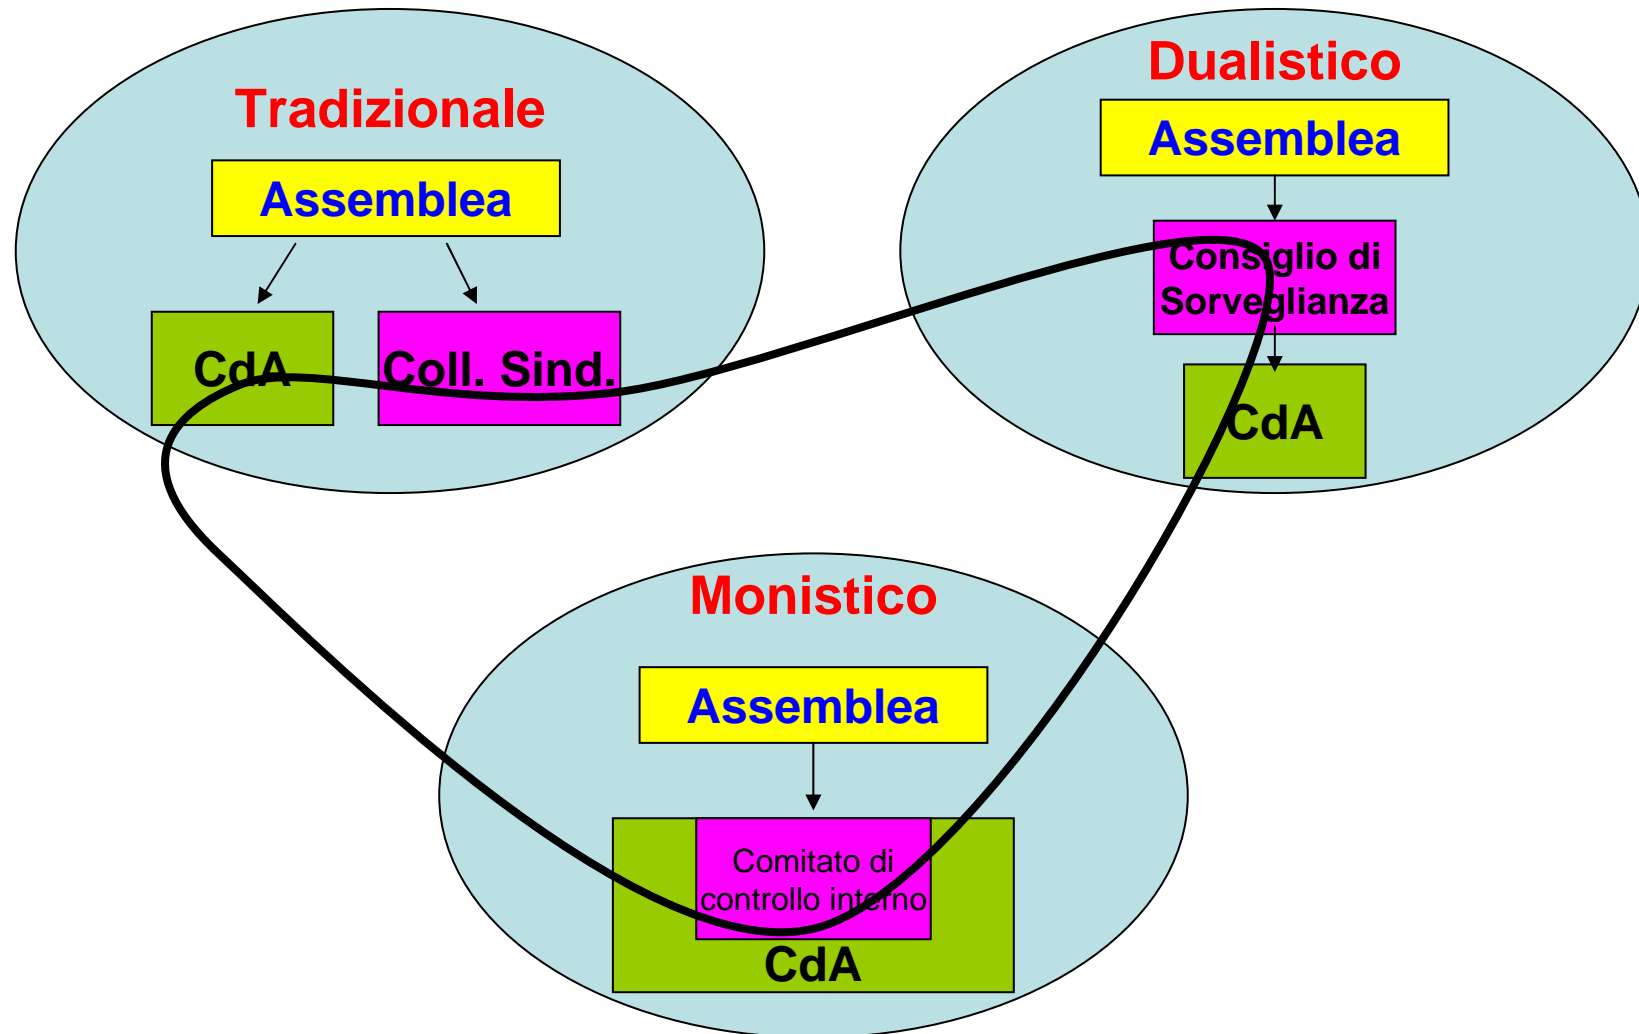 Tradizionale
Assemblea
CdA
Coll. Sind.
Dualistico
Assemblea
Consiglio di
Sorveglianza
CdA
Monistico
Assemblea
Comitato di
controllo interno
CdA